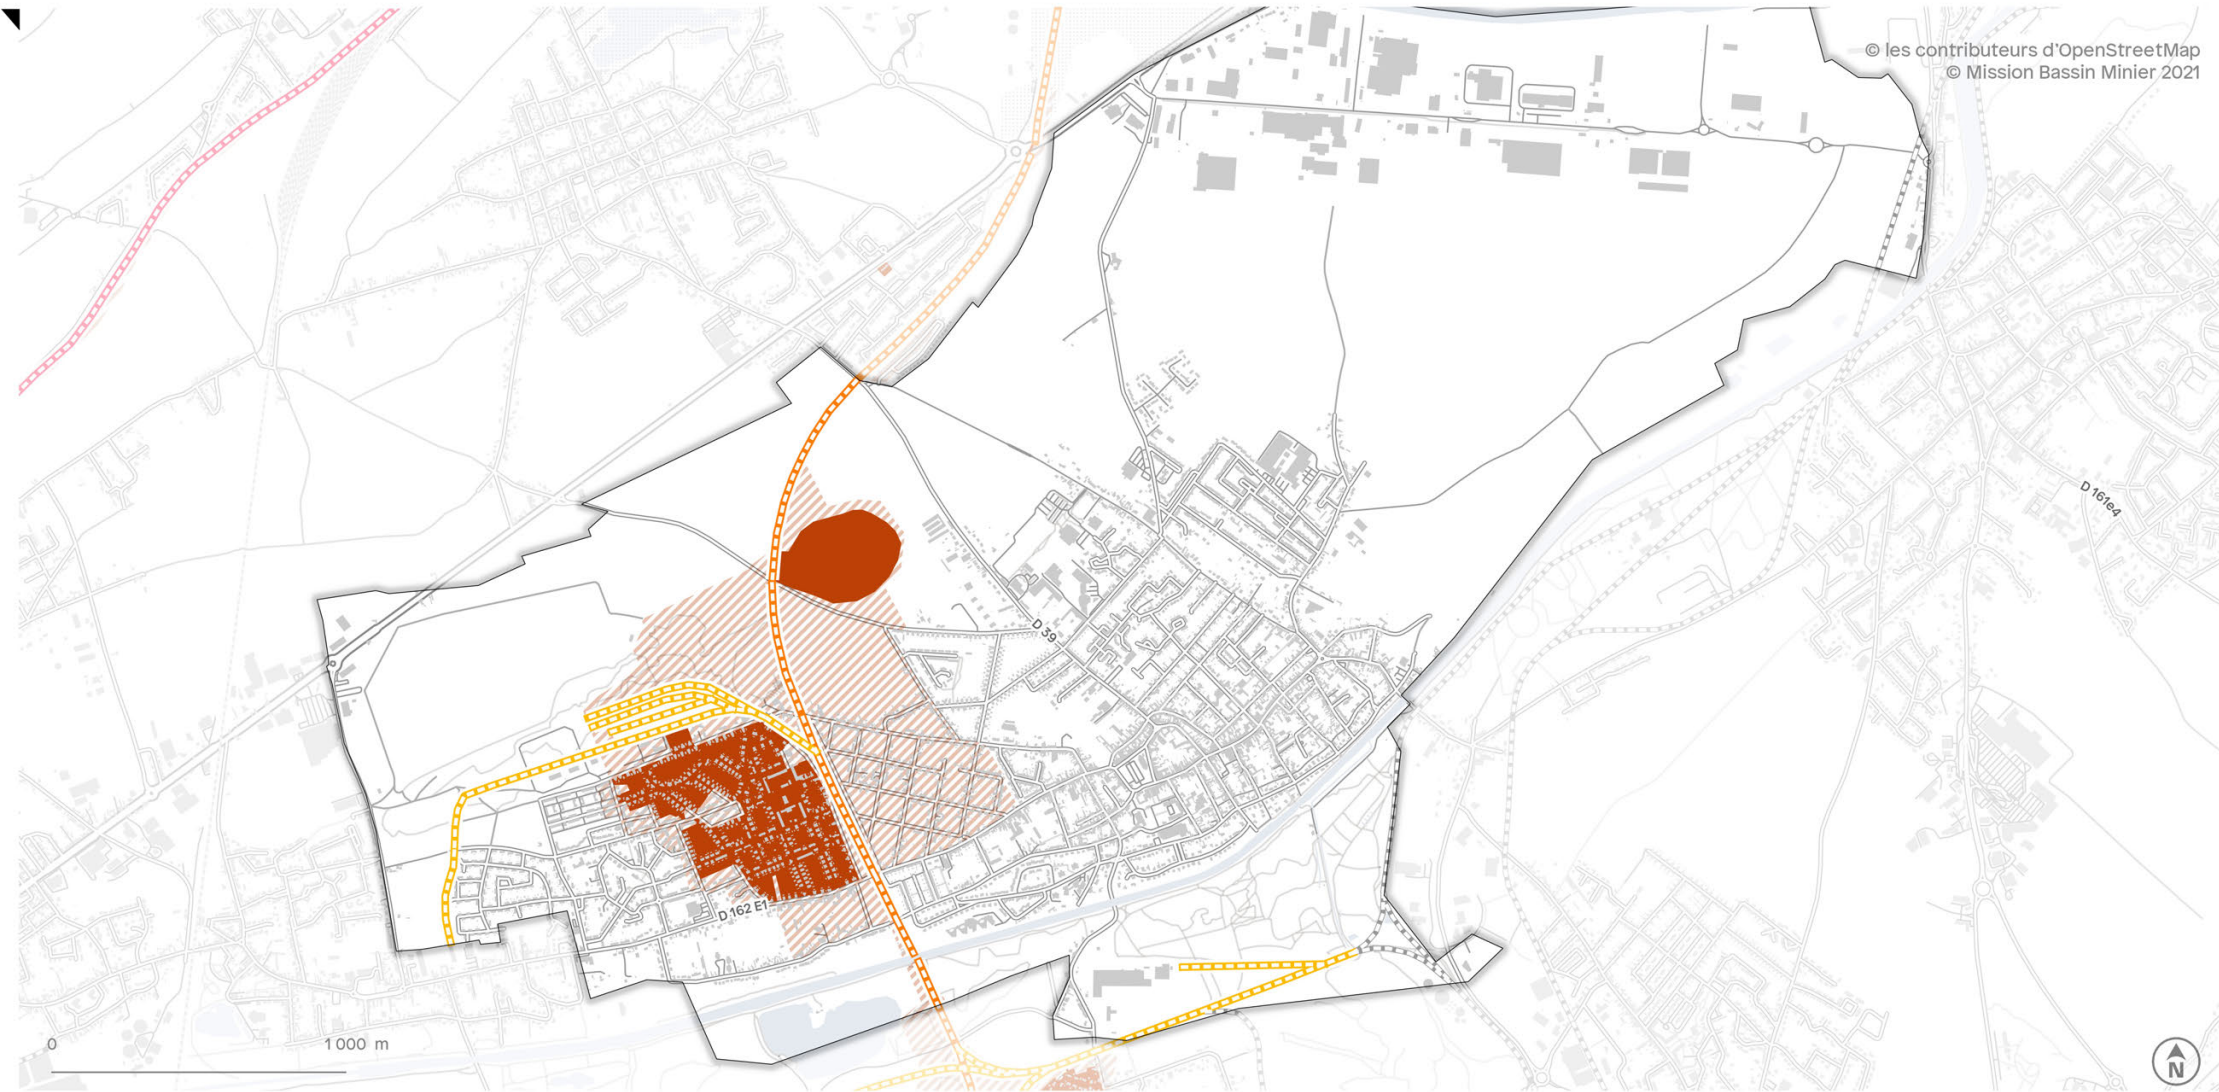 © les contributeurs d'OpenStreetMap
© Mission Bassin Minier 2021
D 161e4
D 39
D 162 E1
0 1 000 m
N